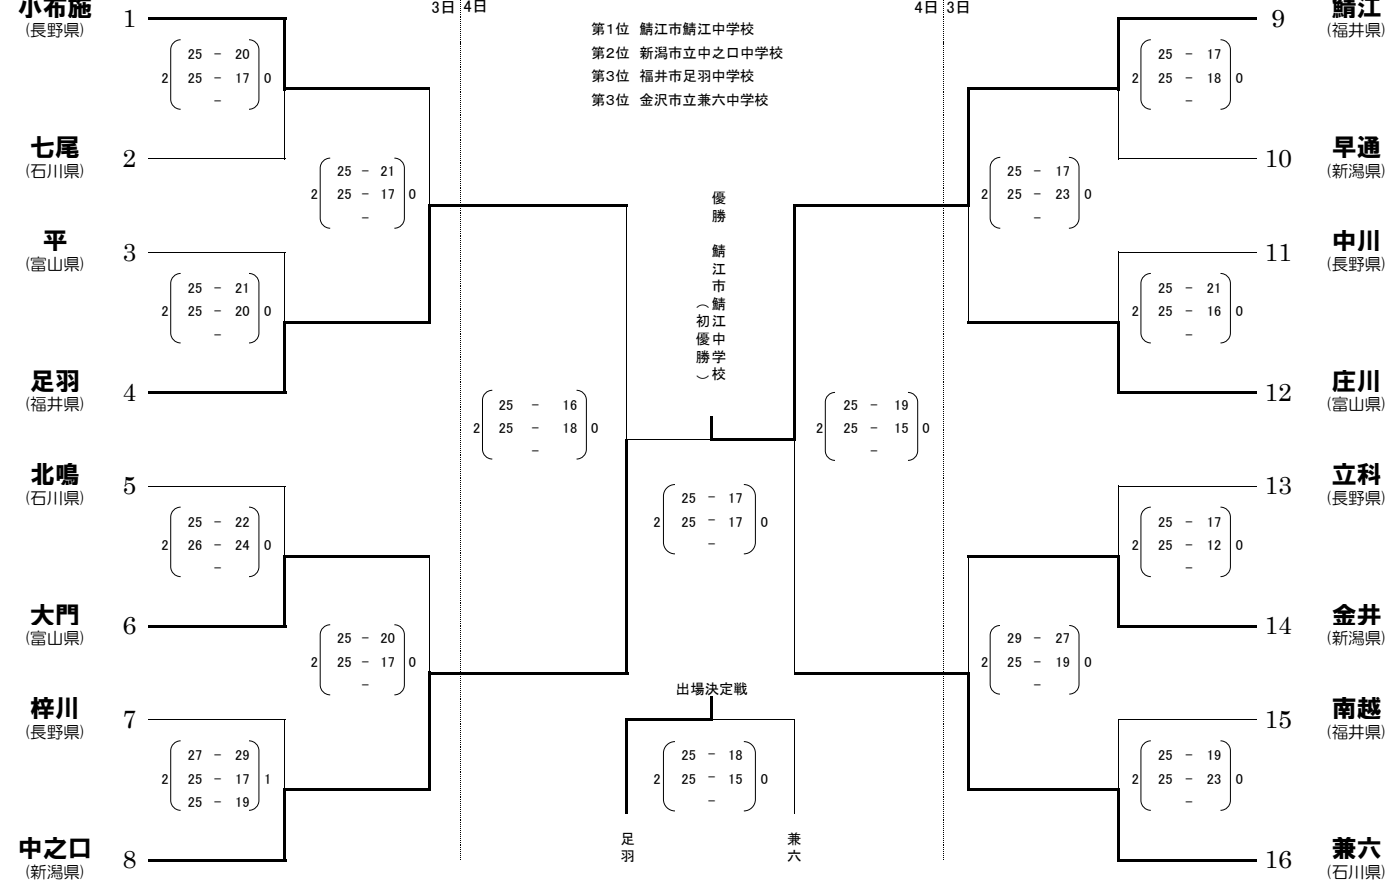 3日 4日
4日 3日
第1位 鯖江市鯖江中学校
第2位 新潟市立中之口中学校
第3位 福井市足羽中学校
第3位 金沢市立兼六中学校
小布施
(長野県)
1
25 － 20
2 25 － 17 0
－
七尾
(石川県)
2
25 － 21
2 25 － 17 0
－
平
(富山県)
3
25 － 21
2 25 － 20 0
－
足羽
(福井県)
4
25 － 16
2 25 － 18 0
－
北鳴
(石川県)
5
25 － 22
2 26 － 24 0
－
大門
(富山県)
6
25 － 20
2 25 － 17 0
－
梓川
(長野県)
7
27 － 29
2 25 － 17 1
25 － 19
中之口
(新潟県)
8
優勝 鯖江市鯖江中学校
(初優勝)
25 － 17
2 25 － 17 0
－
出場決定戦
25 － 18
2 25 － 15 0
－
足羽
兼六
9
鯖江
(福井県)
25 － 17
2 25 － 18 0
－
10
早通
(新潟県)
25 － 17
2 25 － 23 0
－
11
中川
(長野県)
25 － 21
2 25 － 16 0
－
12
庄川
(富山県)
25 － 19
2 25 － 15 0
－
13
立科
(長野県)
25 － 17
2 25 － 12 0
－
14
金井
(新潟県)
29 － 27
2 25 － 19 0
－
15
南越
(福井県)
25 － 19
2 25 － 23 0
－
16
兼六
(石川県)